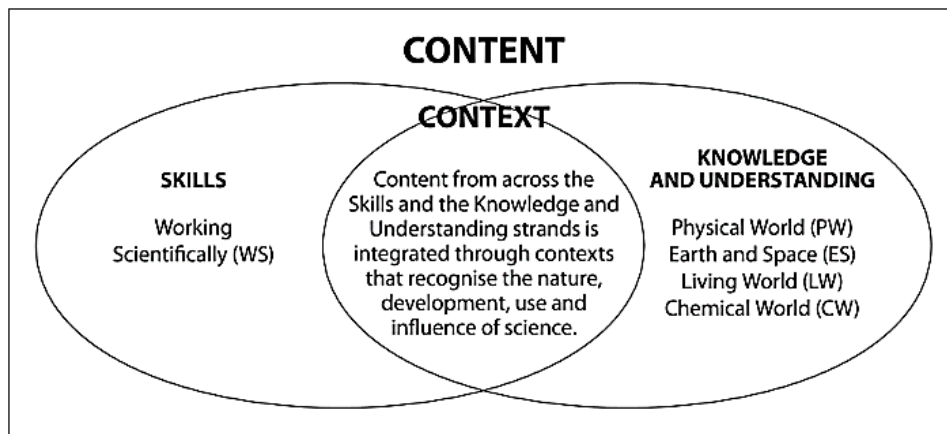 CONTENT
CONTEXT
SKILLS
Working
Scientifically (WS)
Content from across the
Skills and the Knowledge and
Understanding strands is
integrated through contexts
that recognise the nature,
development, use and
influence of science.
KNOWLEDGE
AND UNDERSTANDING
Physical World (PW)
Earth and Space (ES)
Living World (LW)
Chemical World (CW)